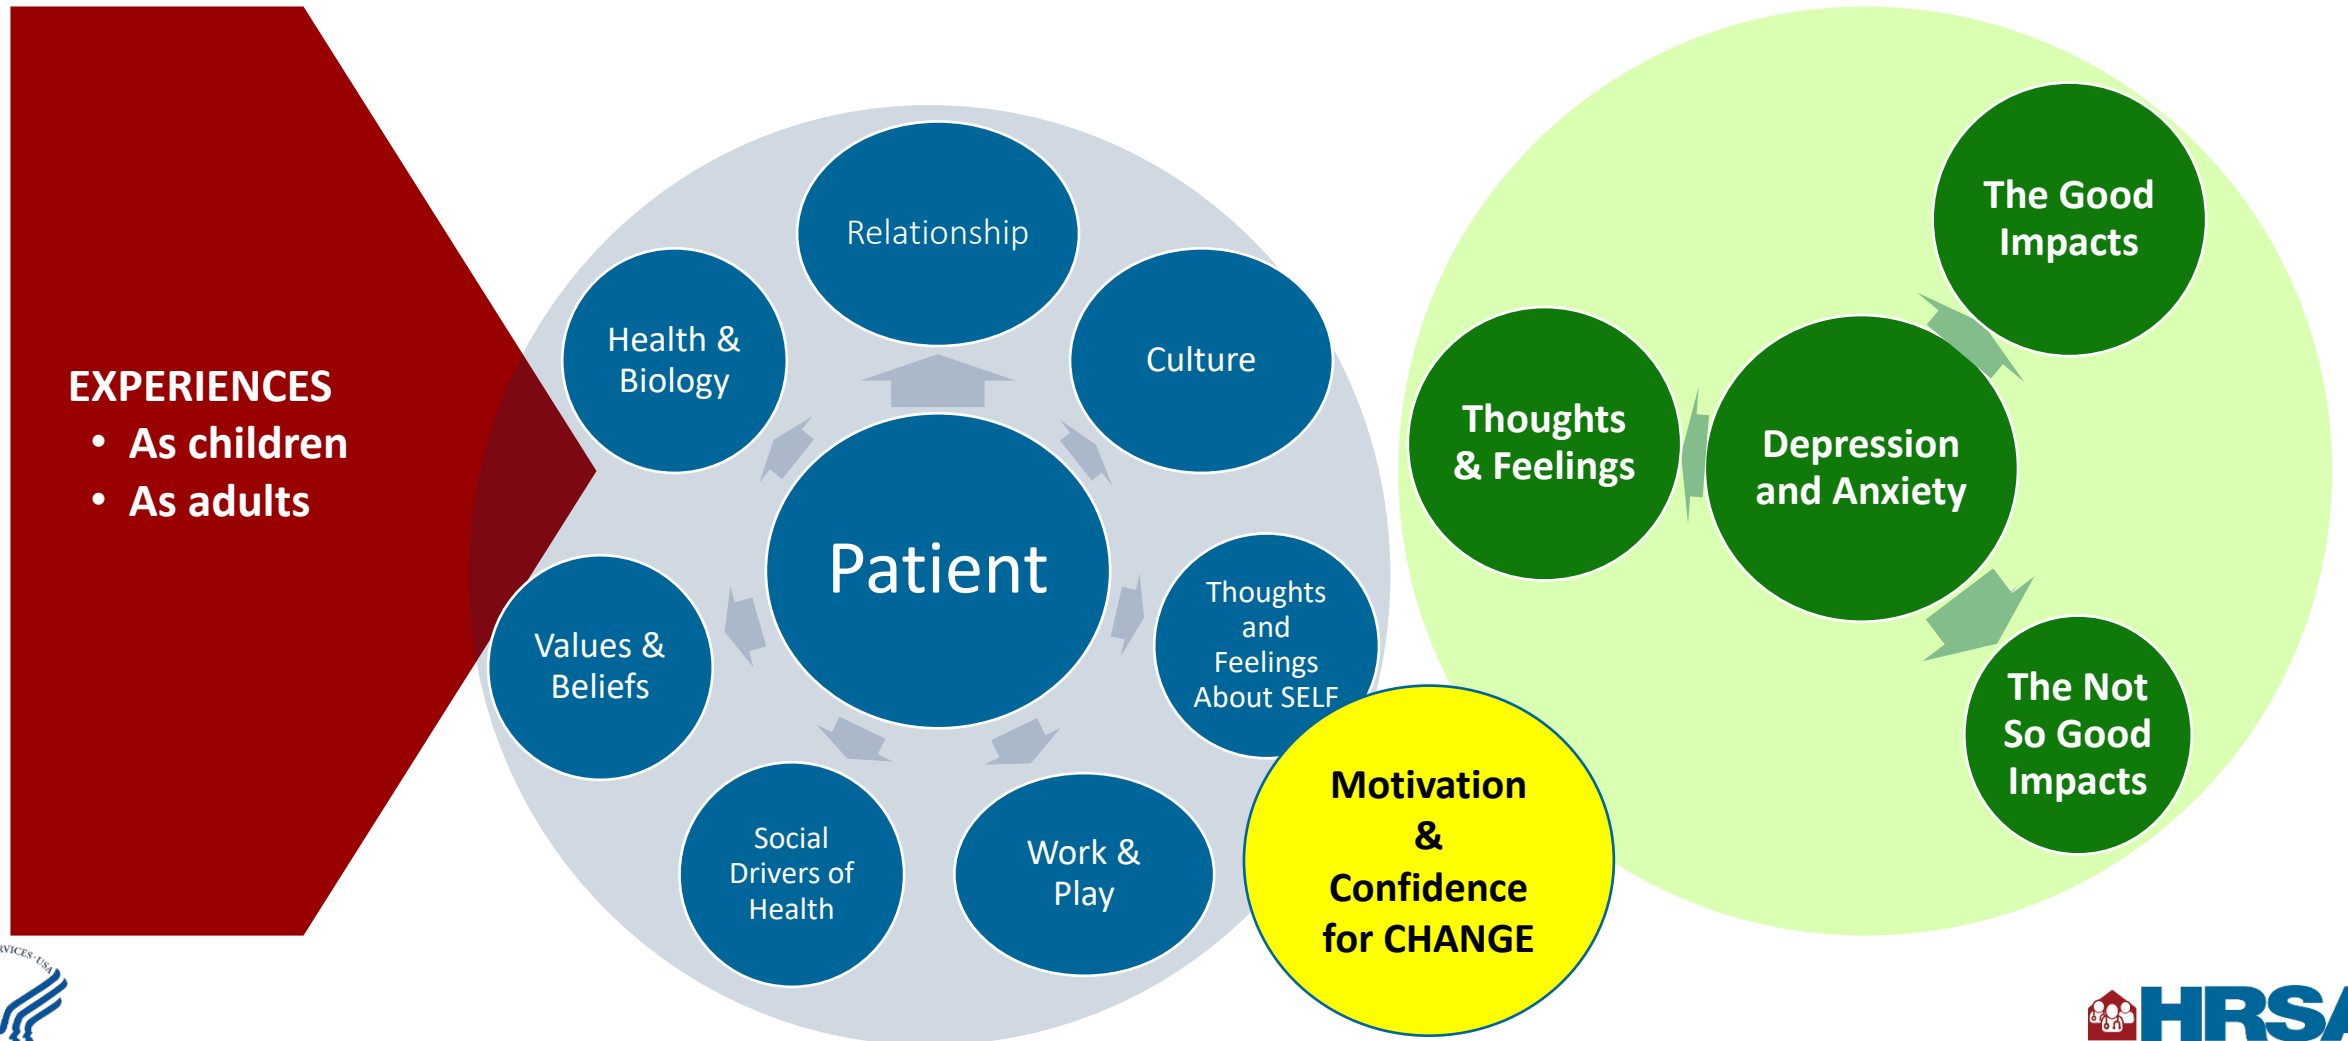 EXPERIENCES
• As children
• As adults
Relationship
Health &
Biology
Culture
Patient
Values &
Beliefs
Thoughts
and
Feelings
About SELF
Social
Drivers of
Health
Work &
Play
Motivation
&
Confidence
for CHANGE
The Good
Impacts
Thoughts
& Feelings
Depression
and Anxiety
The Not
So Good
Impacts
USA
HRSA